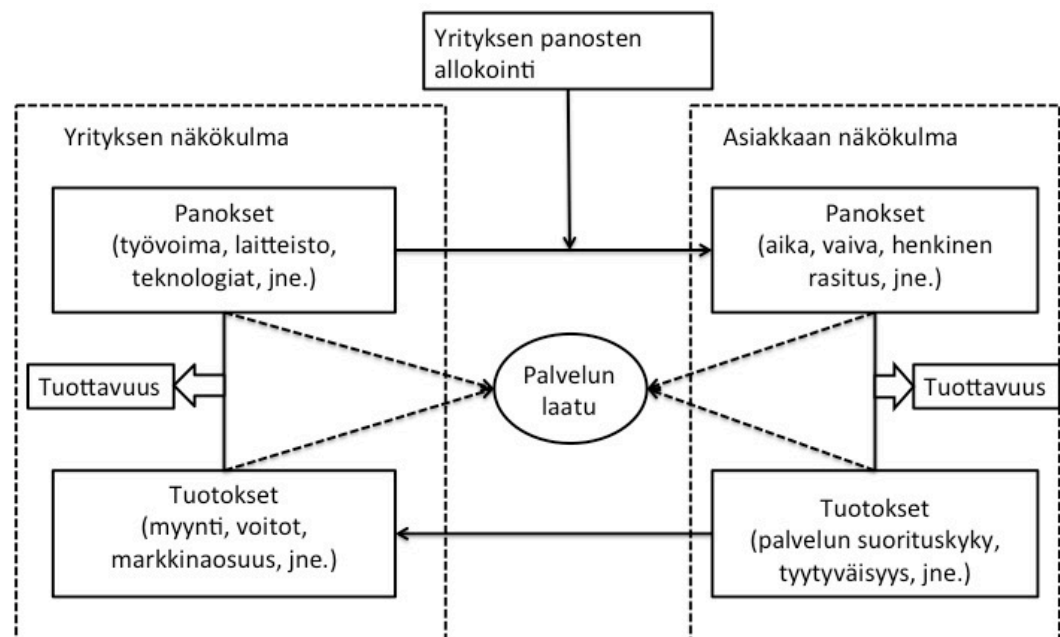 Yrityksen panosten
allokointi
Yrityksen näkökulma
Asiakkaan näkökulma
Panokset
(työvoima, laitteisto,
teknologiat, jne.)
Panokset
(aika, vaiva, henkinen
rasitus, jne.)
Tuottavuus
Palvelun
laatu
Tuottavuus
Tuotokset
(myynti, voitot,
markkinaosuus, jne.)
Tuotokset
(palvelun suorituskyky,
tyytyväisyys, jne.)